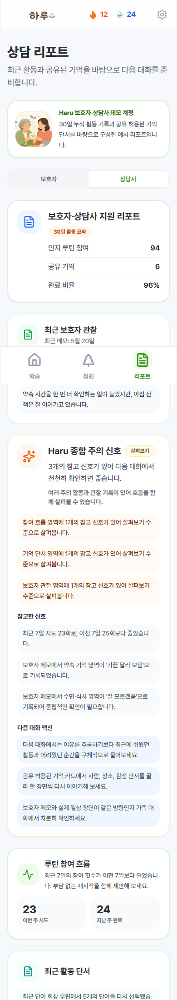 하루
12
24
상담 리포트
최근 활동과 공유된 기억을 바탕으로 다음 대화를 준
비합니다.
Haru 보호자·상담사 데모 계정
30일 누적 활동 기록과 공유 허용된 기억
단서를 바탕으로 구성한 예시 리포트입니
다.
보호자
상담사
보호자·상담사 지원 리포트
30일 활동 요약
인지 루틴 참여 94
공유 기억 6
완료 비율 96%
최근 보호자 관찰
최근 메모: 5월 20일
학습
정원
리포트
약속 시간을 한 번 더 확인하는 일이 늘었지만, 아침 산
책은 잘 이어가고 있습니다.
Haru 종합 주의 신호 살펴보기
3개의 참고 신호가 있어 다음 대화에서
천천히 확인하면 좋습니다.
여러 주의 활동과 관찰 기록이 있어 흐름을 함
께 살펴볼 수 있습니다.
참여 흐름 영역에 1개의 참고 신호가 있어 살펴보기 수
준으로 살펴봅니다.
기억 단서 영역에 1개의 참고 신호가 있어 살펴보기 수
준으로 살펴봅니다.
보호자 관찰 영역에 1개의 참고 신호가 있어 살펴보기
수준으로 살펴봅니다.
참고한 신호
최근 7일 시도 23회로, 이전 7일 25회보다 줄었습니
다.
보호자 메모에서 약속 기억 영역이 '가끔 달라 보임'으
로 기록되었습니다.
보호자 메모에서 수면·식사 영역이 '잘 모르겠음'으로
기록되어 중립적인 확인이 필요합니다.
다음 대화 액션
다음 대화에서는 이유를 추궁하기보다 최근에 쉬웠던
활동과 어려웠던 순간을 구체적으로 물어보세요.
공유 허용된 기억 카드에서 사람, 장소, 감정 단서를 골
라 한 장면씩 다시 이야기해 보세요.
보호자 메모와 실제 일상 장면이 같은 방향인지 가족 대
화에서 차분히 확인하세요.
루틴 참여 흐름
최근 7일의 참여 횟수가 이전 7일보다 줄었습니
다. 부담 없는 재시작을 함께 제안해 보세요.
23
이번 주 시도
24
지난 주 완료
최근 활동 단서
최근 단어 회상 루틴에서 5개의 단어를 다시 선택했습